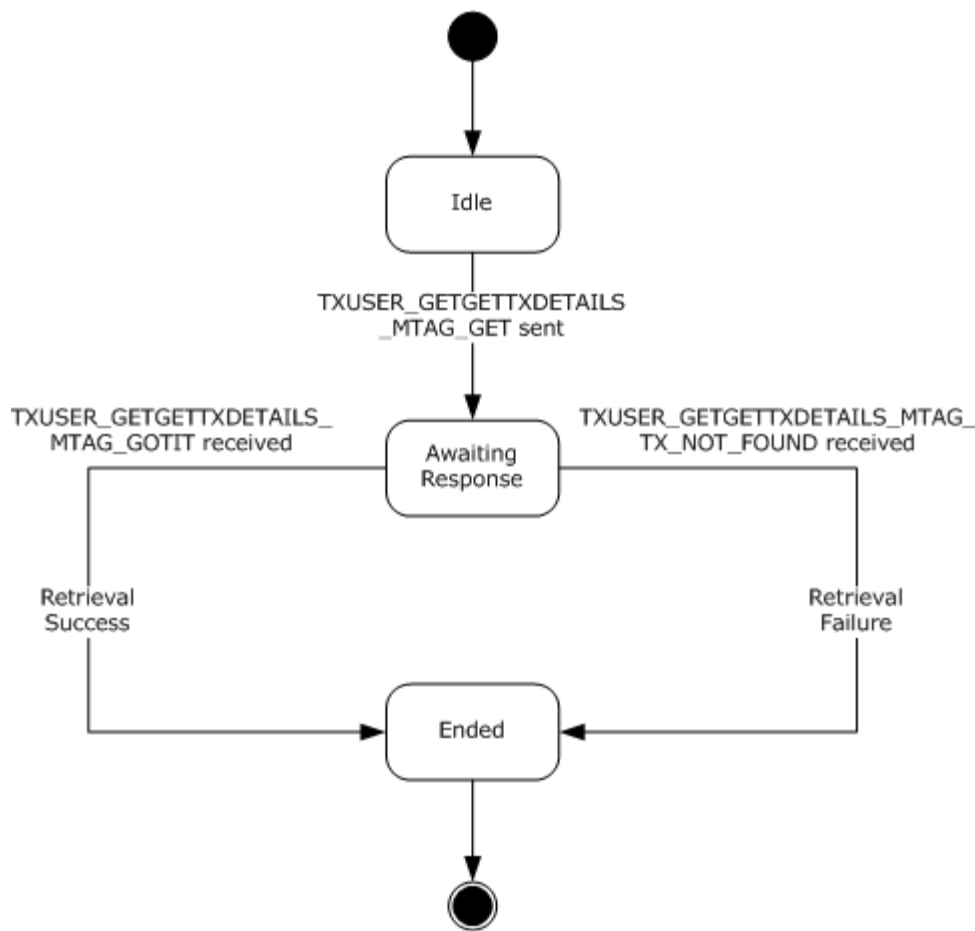 Idle
TXUSER_GETGETTXDETAILS
_MTAG_GET sent
TXUSER_GETGETTXDETAILS_
MTAG_GOTIT received
TXUSER_GETGETTXDETAILS_MTAG_
TX_NOT_FOUND received
Awaiting
Response
Retrieval
Success
Retrieval
Failure
Ended